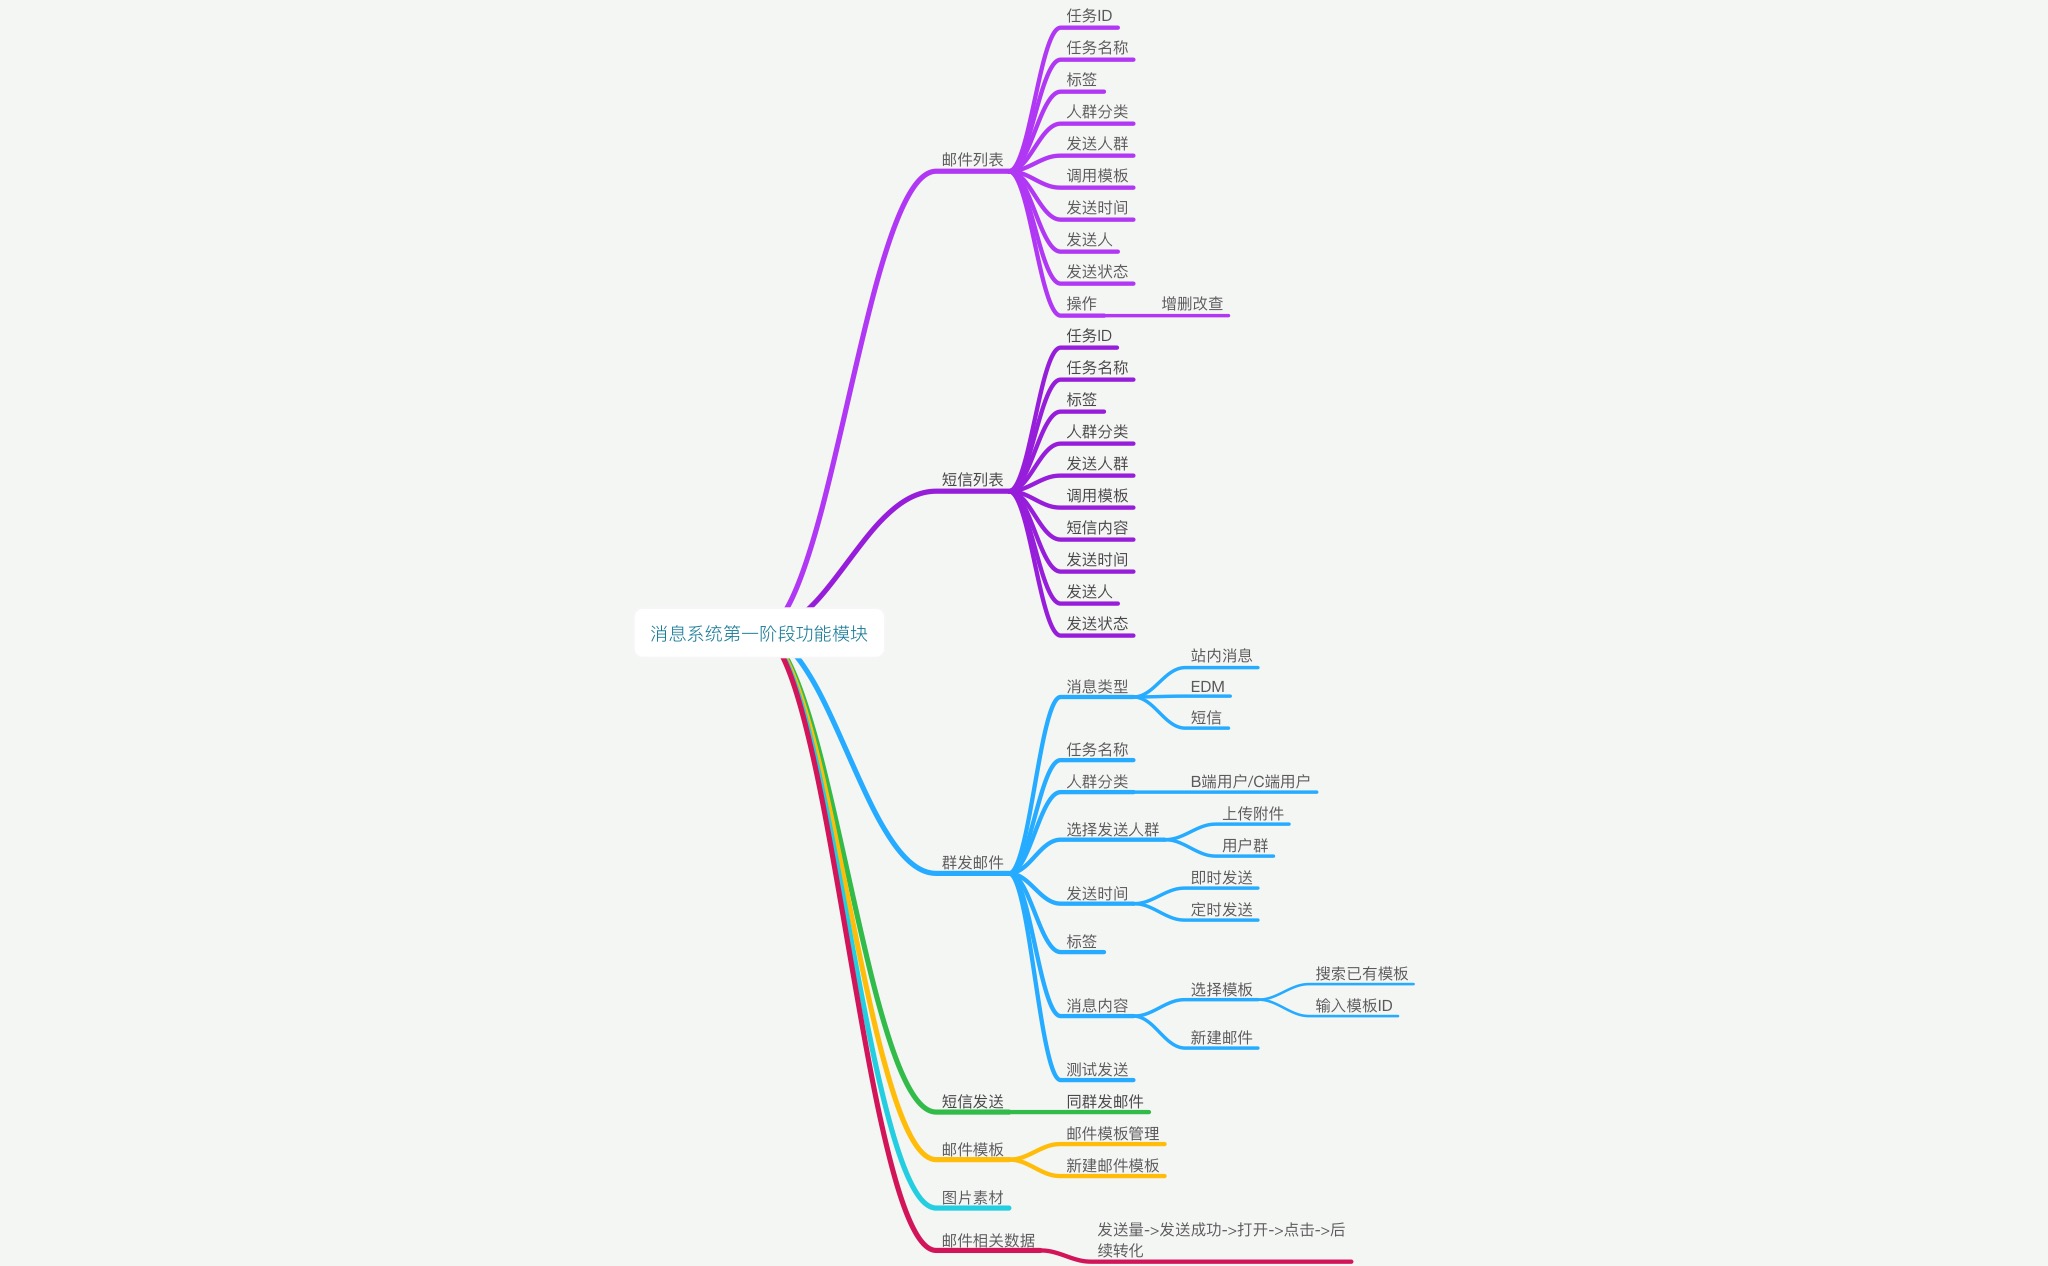 消息系统第一阶段功能模块
邮件列表
任务ID
任务名称
标签
人群分类
发送人群
调用模板
发送时间
发送人
发送状态
操作
增删改查
短信列表
任务ID
任务名称
标签
人群分类
发送人群
调用模板
短信内容
发送时间
发送人
发送状态
群发邮件
消息类型
站内消息
EDM
短信
任务名称
人群分类
B端用户/C端用户
选择发送人群
上传附件
用户群
发送时间
即时发送
定时发送
标签
消息内容
选择模板
搜索已有模板
输入模板ID
新建邮件
测试发送
短信发送
同群发邮件
邮件模板
邮件模板管理
新建邮件模板
图片素材
邮件相关数据
发送量->发送成功->打开->点击->后
续转化